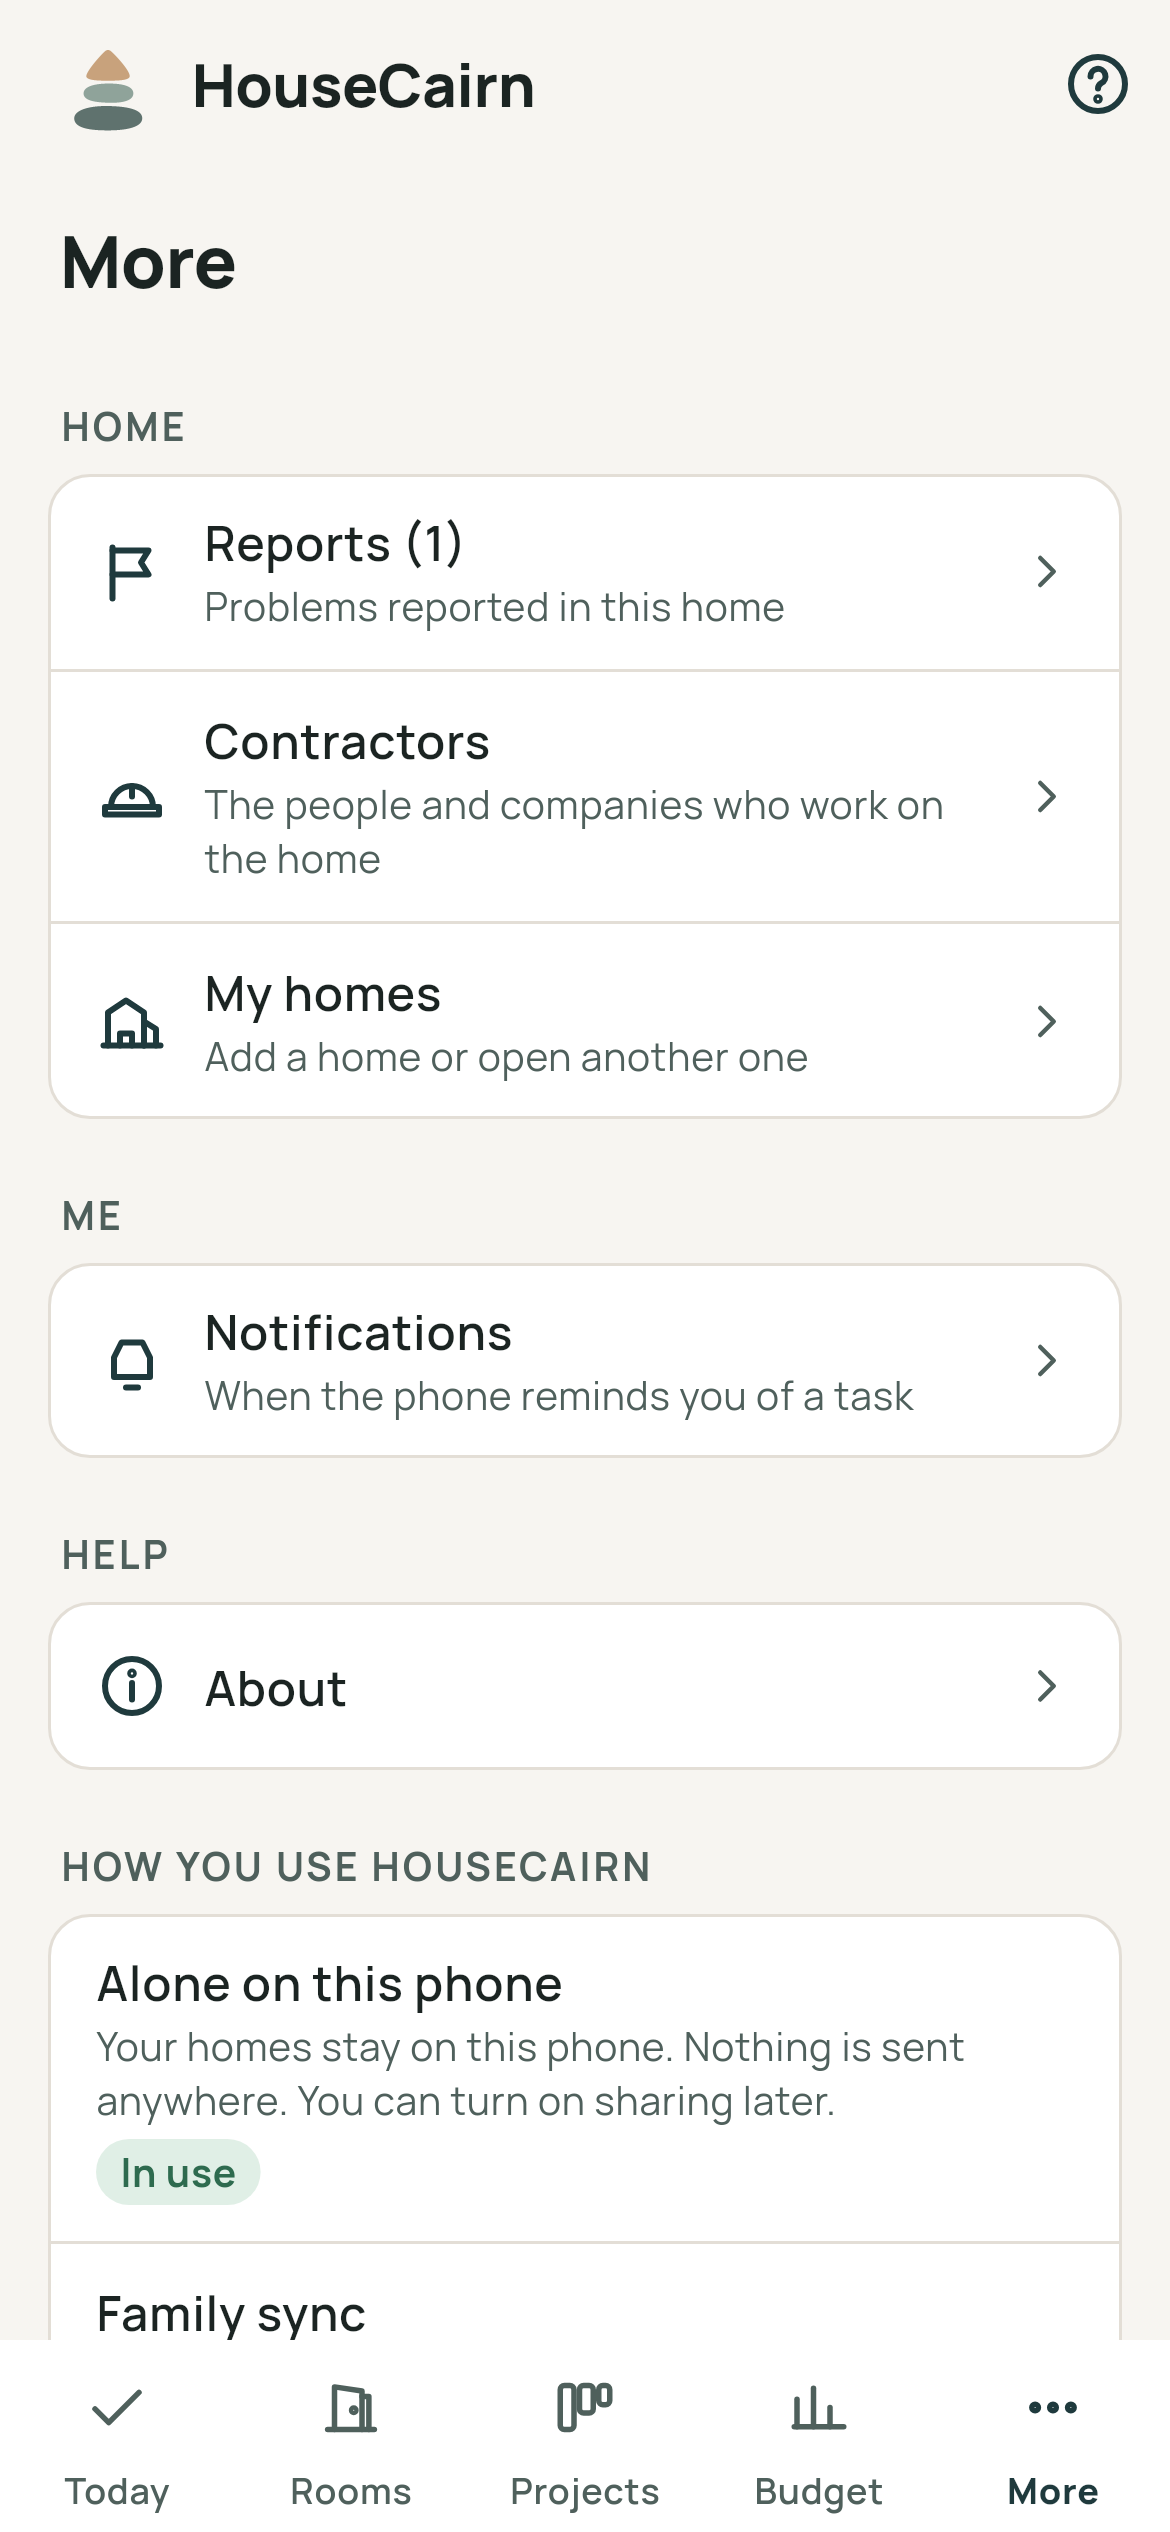 HouseCairn
More
HOME
Reports (1)
Problems reported in this home
Contractors
The people and companies who work on
the home
My homes
Add a home or open another one
ME
Notifications
When the phone reminds you of a task
HELP
About
HOW YOU USE HOUSECAIRN
Alone on this phone
Your homes stay on this phone. Nothing is sent
anywhere. You can turn on sharing later.
In use
Family sync
Today
Rooms
Projects
Budget
More